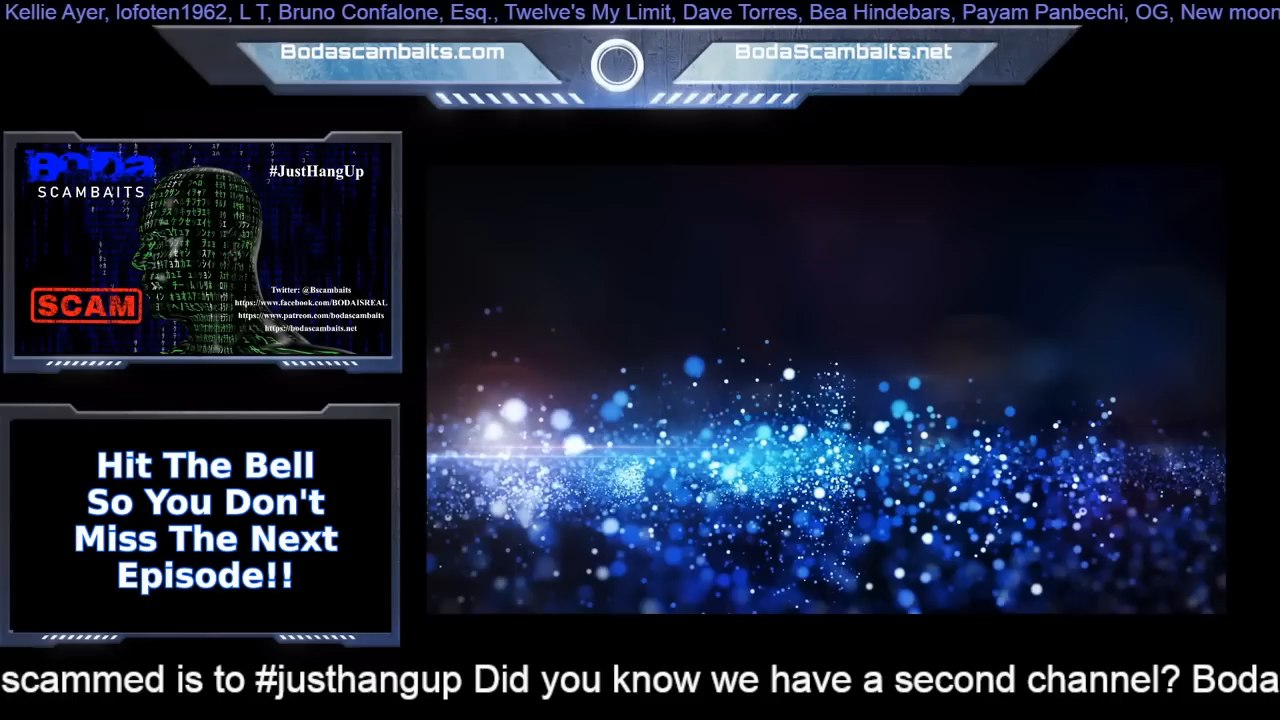 Kellie Ayer, lofoten1962, L T, Bruno Confalone, Esq., Twelve's My Limit, Dave Torres, Bea Hindebars, Payam Panbechi, OG, New moon
Bodascambaits.com
BodaScambaits.net
BoDa
SCAMBAITS
#JustHangUp
SCAM
Twitter: @Bscambaits
https://www.facebook.com/BODAISREAL
https://www.patreon.com/bodascambaits
https://bodascambaits.net
Hit The Bell
So You Don't
Miss The Next
Episode!!
scammed is to #justhangup Did you know we have a second channel? Boda